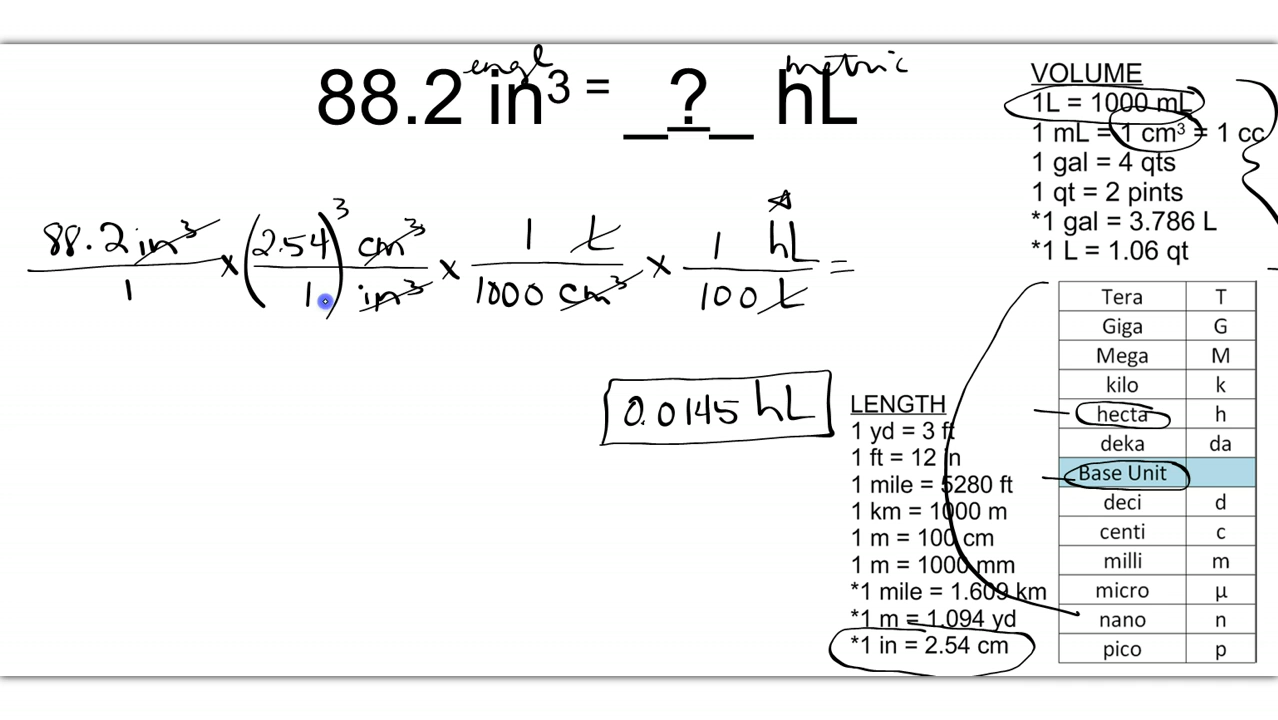 engl metric
88.2 in³ = _?_ hL
88.2 in³ / 1 × (2.54 / 1)³ cm³ / in³ × 1 L / 1000 cm³ × 1 hL / 100 L =
0.0145 hL
VOLUME
1L = 1000 mL
1 mL = 1 cm³ = 1 cc
1 gal = 4 qts
1 qt = 2 pints
*1 gal = 3.786 L
*1 L = 1.06 qt
LENGTH
1 yd = 3 ft
1 ft = 12 in
1 mile = 5280 ft
1 km = 1000 m
1 m = 100 cm
1 m = 1000 mm
*1 mile = 1.609 km
*1 m = 1.094 yd
*1 in = 2.54 cm
Tera T
Giga G
Mega M
kilo k
hecta h
deka da
Base Unit
deci d
centi c
milli m
micro µ
nano n
pico p